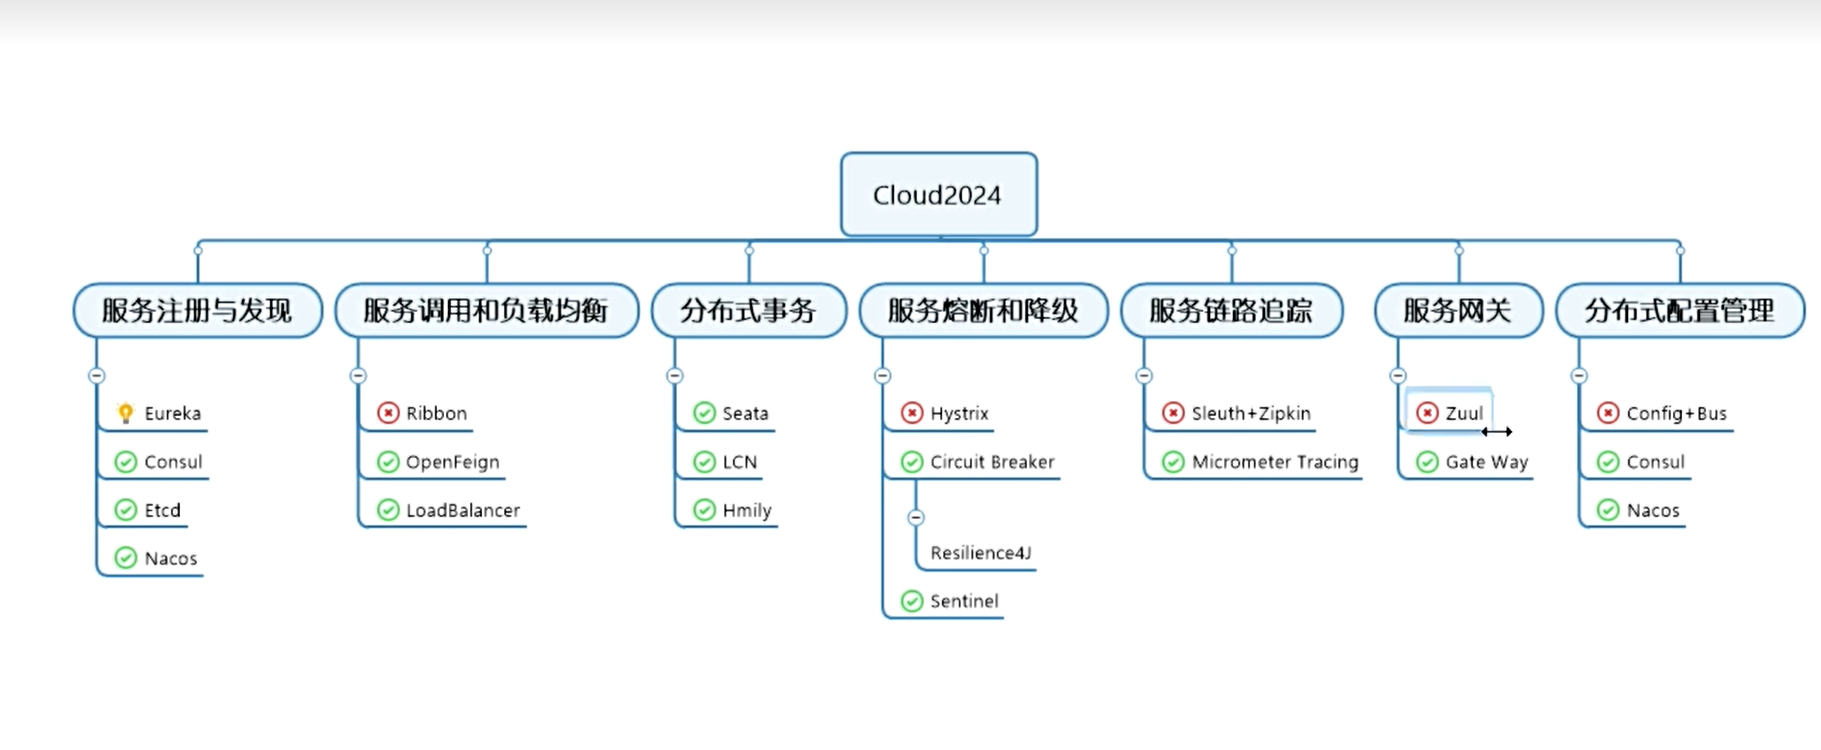 Cloud2024
服务注册与发现
Eureka
Consul
Etcd
Nacos
服务调用和负载均衡
Ribbon
OpenFeign
LoadBalancer
分布式事务
Seata
LCN
Hmily
服务熔断和降级
Hystrix
Circuit Breaker
Resilience4J
Sentinel
服务链路追踪
Sleuth+Zipkin
Micrometer Tracing
服务网关
Zuul
Gate Way
分布式配置管理
Config+Bus
Consul
Nacos